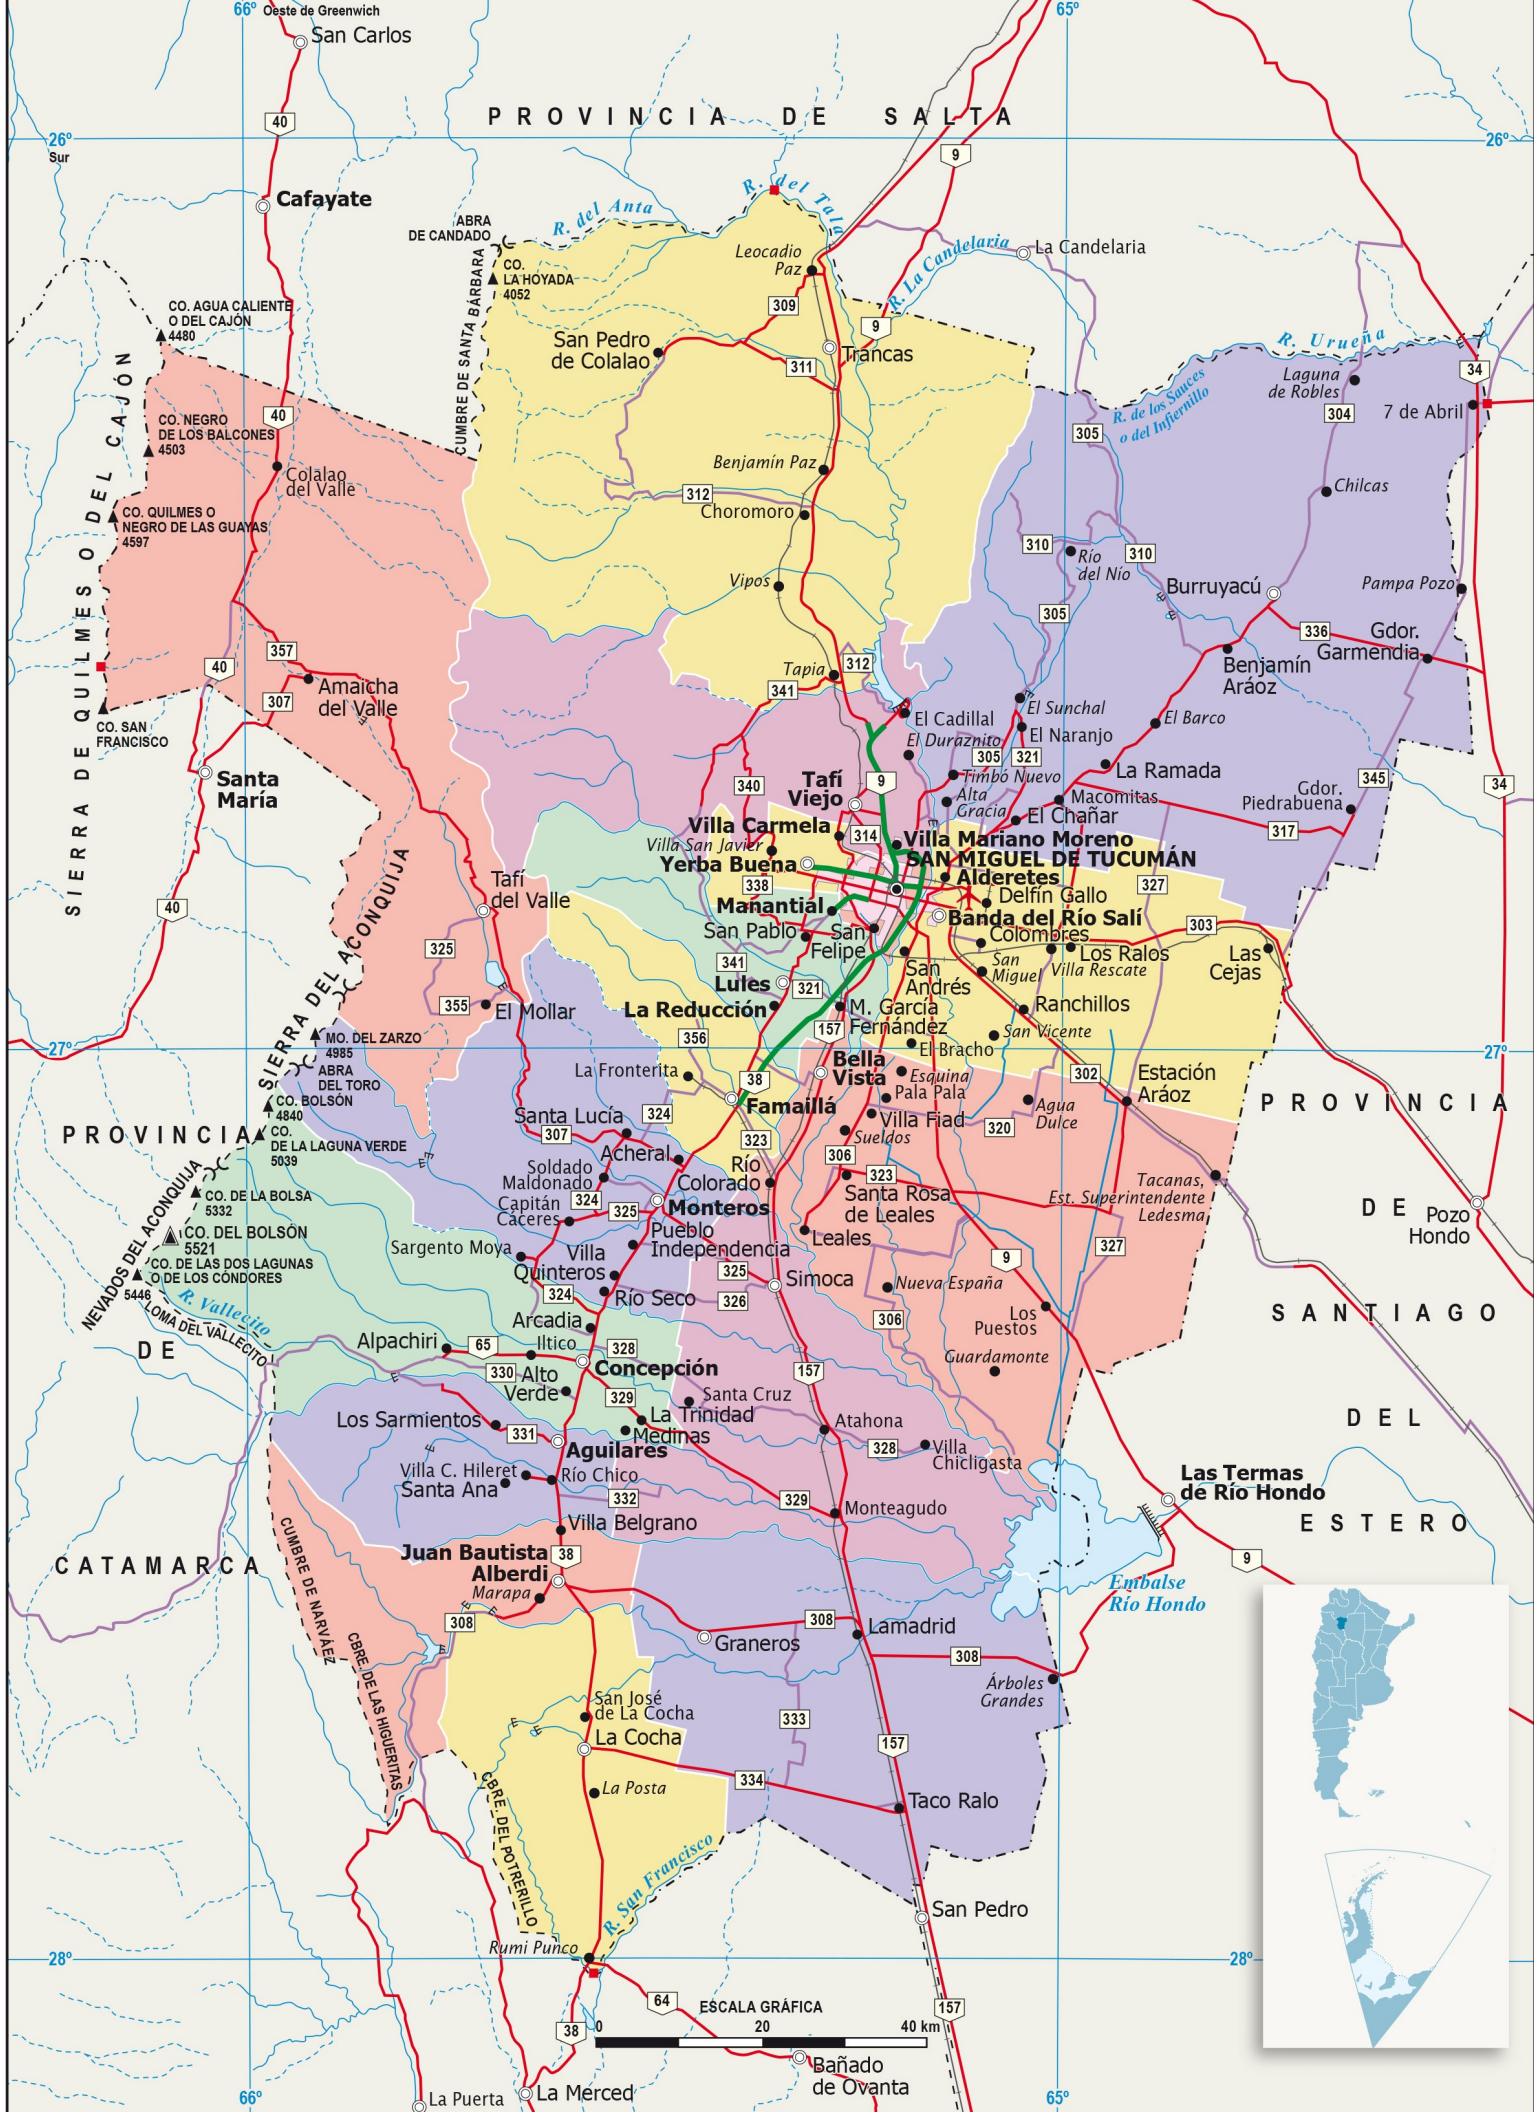 66º
Oeste de Greenwich
65º
San Carlos
40
PROVINCIA DE SALTA
26º
Sur
9
26º
Cafayate
ABRA
DE CANDADO
R. del Anta
R. del Tala
CO.
LA HOYADA
4052
CUMBRE DE SANTA BÁRBARA
Leocadio
Paz
309
R. La Candelaria
La Candelaria
9
CO. AGUA CALIENTE
O DEL CAJÓN
4480
San Pedro
de Colalao
311
Trancas
R. Urueña
34
Laguna
de Robles
304
7 de Abril
R. de los Sauces
o del Infiernillo
305
40
CO. NEGRO
DE LOS BALCONES
4503
Colalao
del Valle
CO. QUILMES O
NEGRO DE LAS GUAYAS
4597
SIERRA DE QUILMES O DEL CAJÓN
Benjamín Paz
312
Choromoro
Vipos
Chilcas
310
Río
del Nío
310
305
Burruyacú
Pampa Pozo
336
Gdor.
Garmendia
Benjamín
Aráoz
357
40
307
Amaicha
del Valle
CO. SAN
FRANCISCO
Santa
María
Tapia
312
341
El Cadillal
El Duraznito
El Sunchal
El Naranjo
El Barco
305
321
La Ramada
345
34
340
Tafí
Viejo
9
Timbó Nuevo
Alta
Gracia
Macomitas
El Chañar
Gdor.
Piedrabuena
317
Villa Carmela
314
Villa Mariano Moreno
Villa San Javier
Yerba Buena
SAN MIGUEL DE TUCUMÁN
Alderetes
338
Delfín Gallo
327
Manantial
Banda del Río Salí
303
San Pablo
San
Felipe
Colombres
Los Ralos
Villa Rescate
Las
Cejas
40
Tafí
del Valle
325
SIERRA DEL ACONQUIJA
341
Lules
321
San
Andrés
San
Miguel
355
El Mollar
La Reducción
M. García
Fernández
Ranchillos
157
San Vicente
El Bracho
27º
MO. DEL ZARZO
4985
ABRA
DEL TORO
356
27º
La Fronterita
38
Bella
Vista
Esquina
Pala Pala
302
Estación
Aráoz
CO. BOLSÓN
4840
Famaillá
324
Santa Lucía
307
Villa Fiad
Agua
Dulce
320
PROVINCIA
PROVINCIA
CO.
DE LA LAGUNA VERDE
5039
323
Sueldos
306
323
Acheral
Soldado
Maldonado
324
Río
Colorado
Santa Rosa
de Leales
Tacanas,
Est. Superintendente
Ledesma
CO. DE LA BOLSA
5332
Capitán
Cáceres
325
Monteros
DE
Pozo
Hondo
CO. DEL BOLSÓN
5521
Sargento Moya
Pueblo
Independencia
Leales
327
9
CO. DE LAS DOS LAGUNAS
O DE LOS CÓNDORES
5446
Villa
Quinteros
325
Simoca
Nueva España
NEVADOS DEL ACONQUIJA
R. Vallecito
LOMA DEL VALLECITO
324
Río Seco
326
306
Los
Puestos
SANTIAGO
Arcadia
DE
Alpachiri
65
Iltico
328
Guardamonte
330
Alto
Verde
Concepción
157
329
Santa Cruz
La Trinidad
Medinas
Los Sarmientos
331
Aguilares
Atahona
328
Villa
Chicligasta
DEL
Villa C. Hileret
Santa Ana
Río Chico
332
329
Monteagudo
Las Termas
de Río Hondo
Villa Belgrano
ESTERO
CATAMARCA
Juan Bautista
Alberdi
38
9
Marapa
308
Embalse
Río Hondo
CUMBRE DE NARVÁEZ
CBRE. DE LAS HIGUERITAS
308
Lamadrid
Graneros
308
Árboles
Grandes
San José
de La Cocha
333
La Cocha
157
334
La Posta
Taco Ralo
CBRE. DEL POTRERILLO
R. San Francisco
San Pedro
Rumi Punco
28º
28º
64
ESCALA GRÁFICA
157
38
0
20
40 km
Bañado
de Ovanta
La Puerta
La Merced
66º
65º